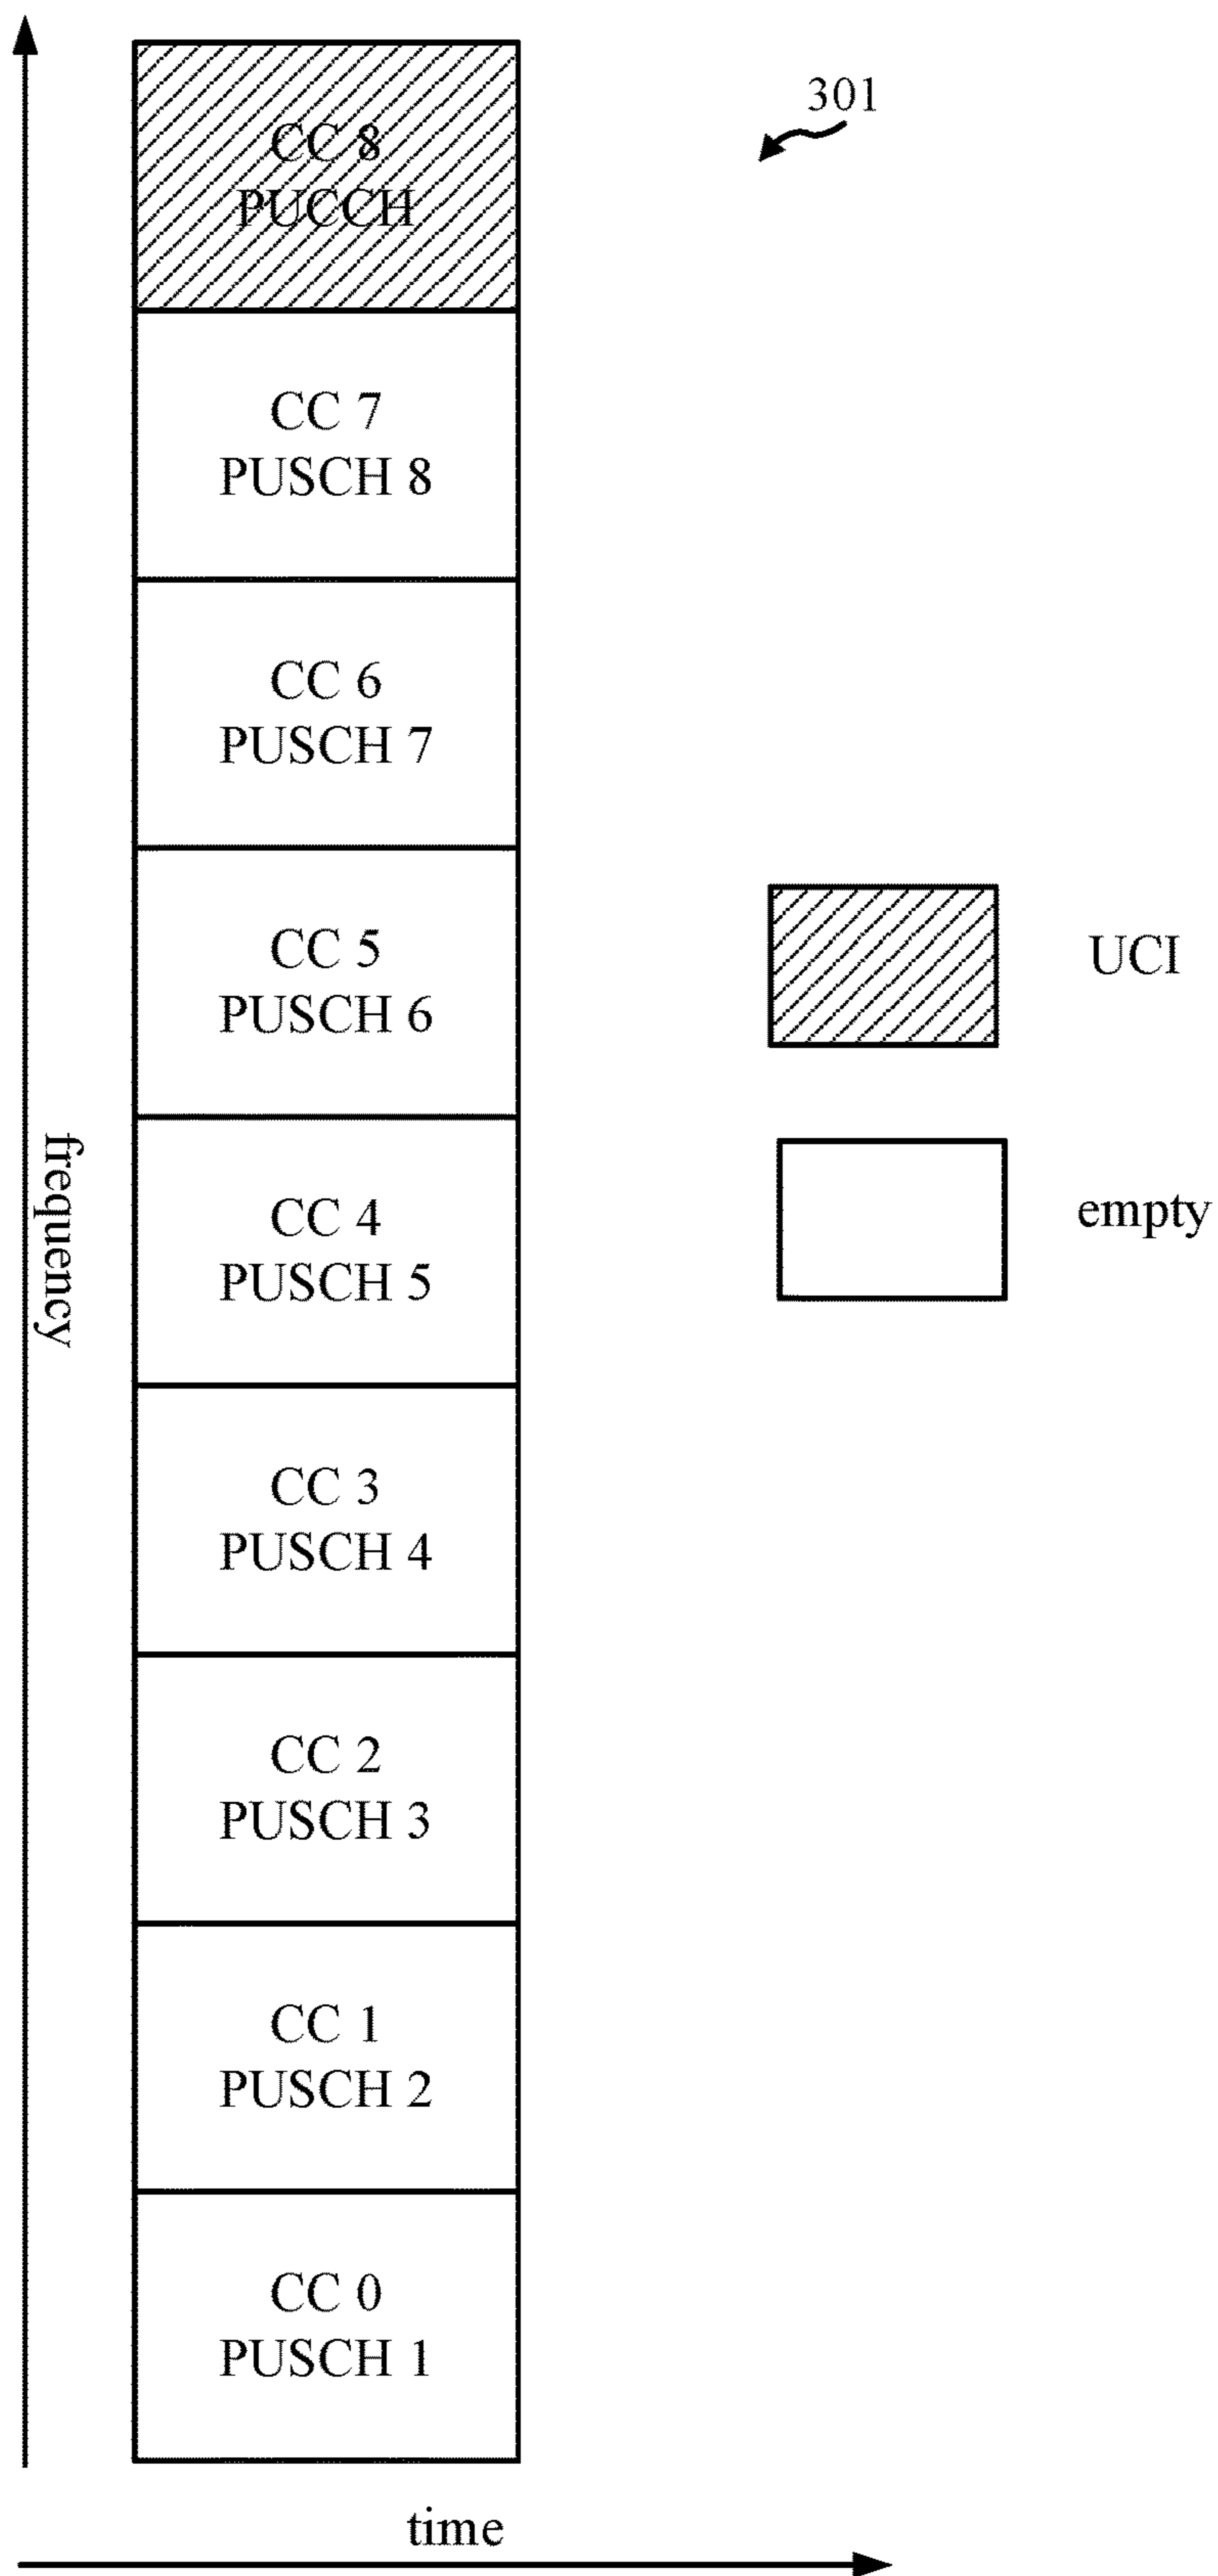 301
CC 8
PUCCH
CC 7
PUSCH 8
CC 6
PUSCH 7
CC 5
PUSCH 6
CC 4
PUSCH 5
CC 3
PUSCH 4
CC 2
PUSCH 3
CC 1
PUSCH 2
CC 0
PUSCH 1
frequency
time
UCI
empty